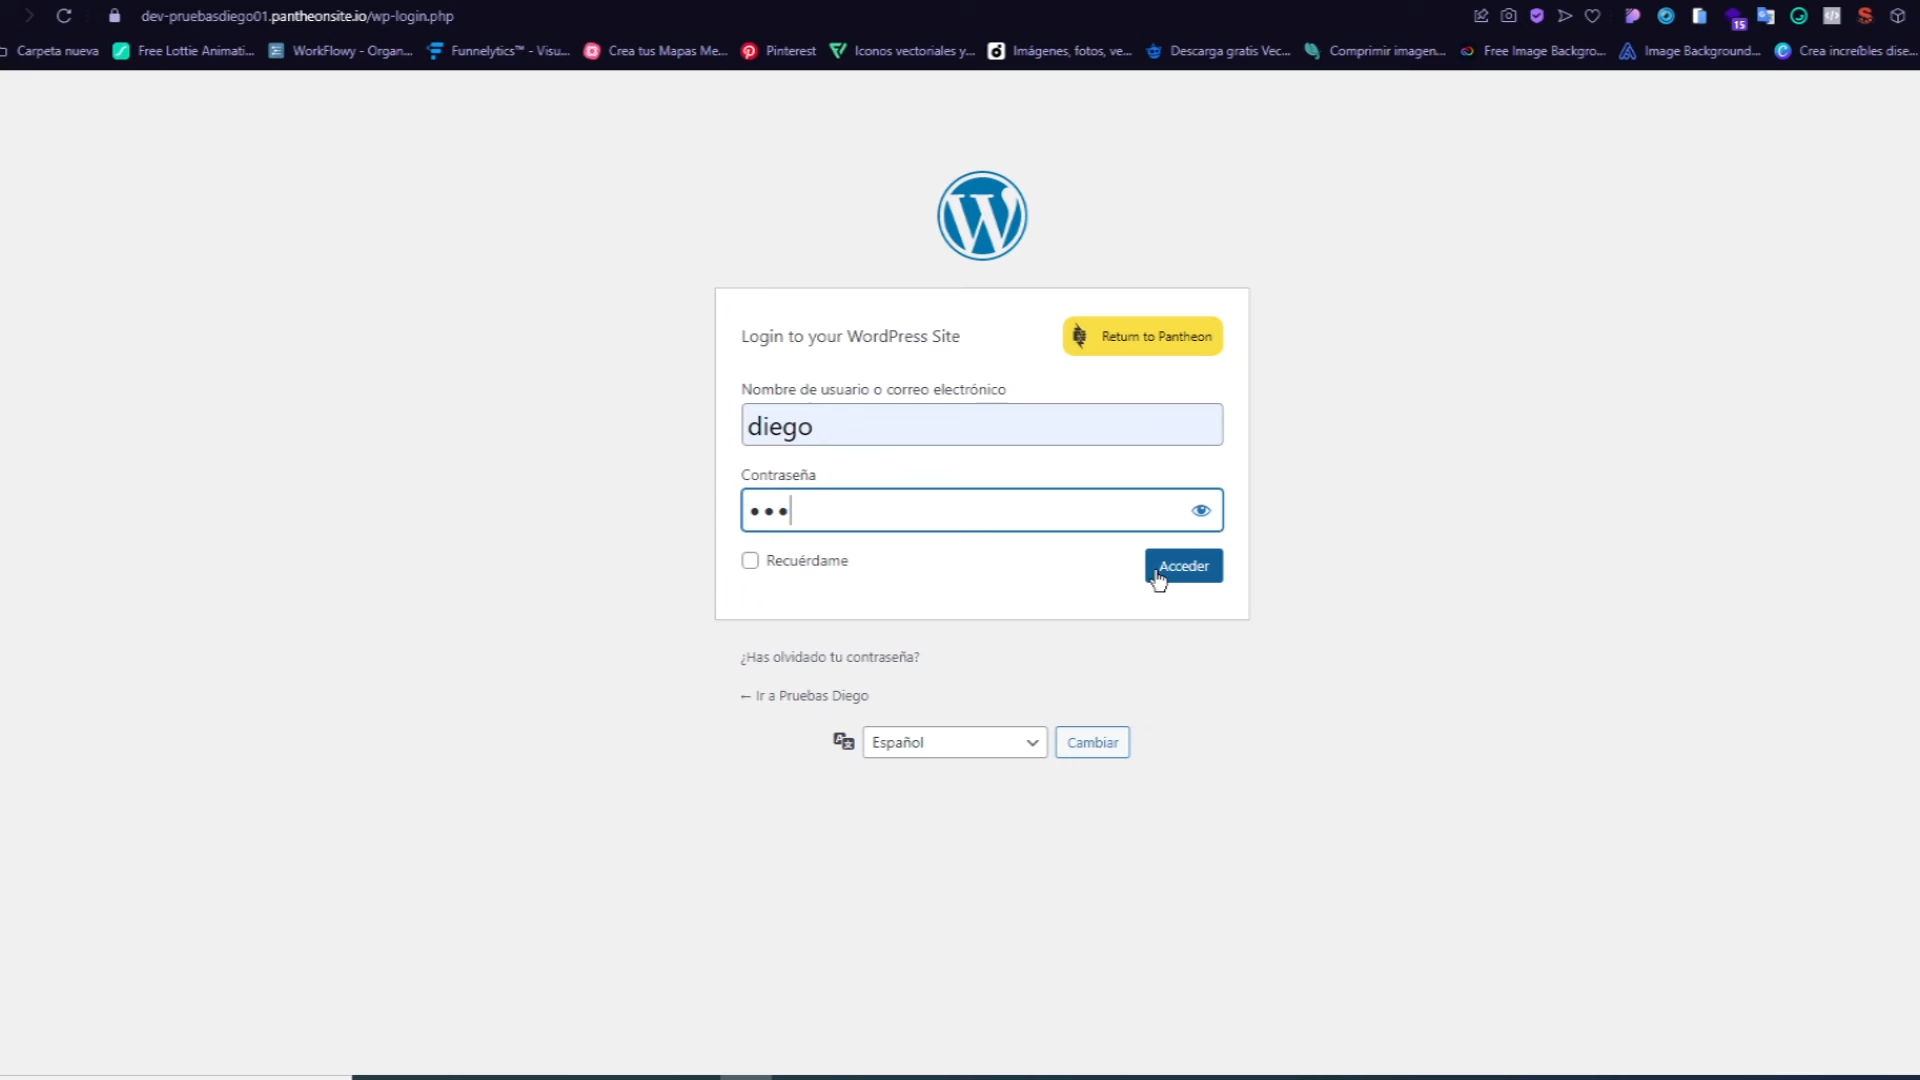 dev-pruebasdiego01.pantheonsite.io/wp-login.php
15
Carpeta nueva Free Lottie Animati... WorkFlowy - Organ... Funnelytics™ - Visu... Crea tus Mapas Me... Pinterest Iconos vectoriales y... Imágenes, fotos, ve... Descarga gratis Vec... Comprimir imagen... Free Image Backgro... Image Background... Crea increíbles dise...
Login to your WordPress Site
Return to Pantheon
Nombre de usuario o correo electrónico
diego
Contraseña
•••
Recuérdame
Acceder
¿Has olvidado tu contraseña?
← Ir a Pruebas Diego
Español
Cambiar